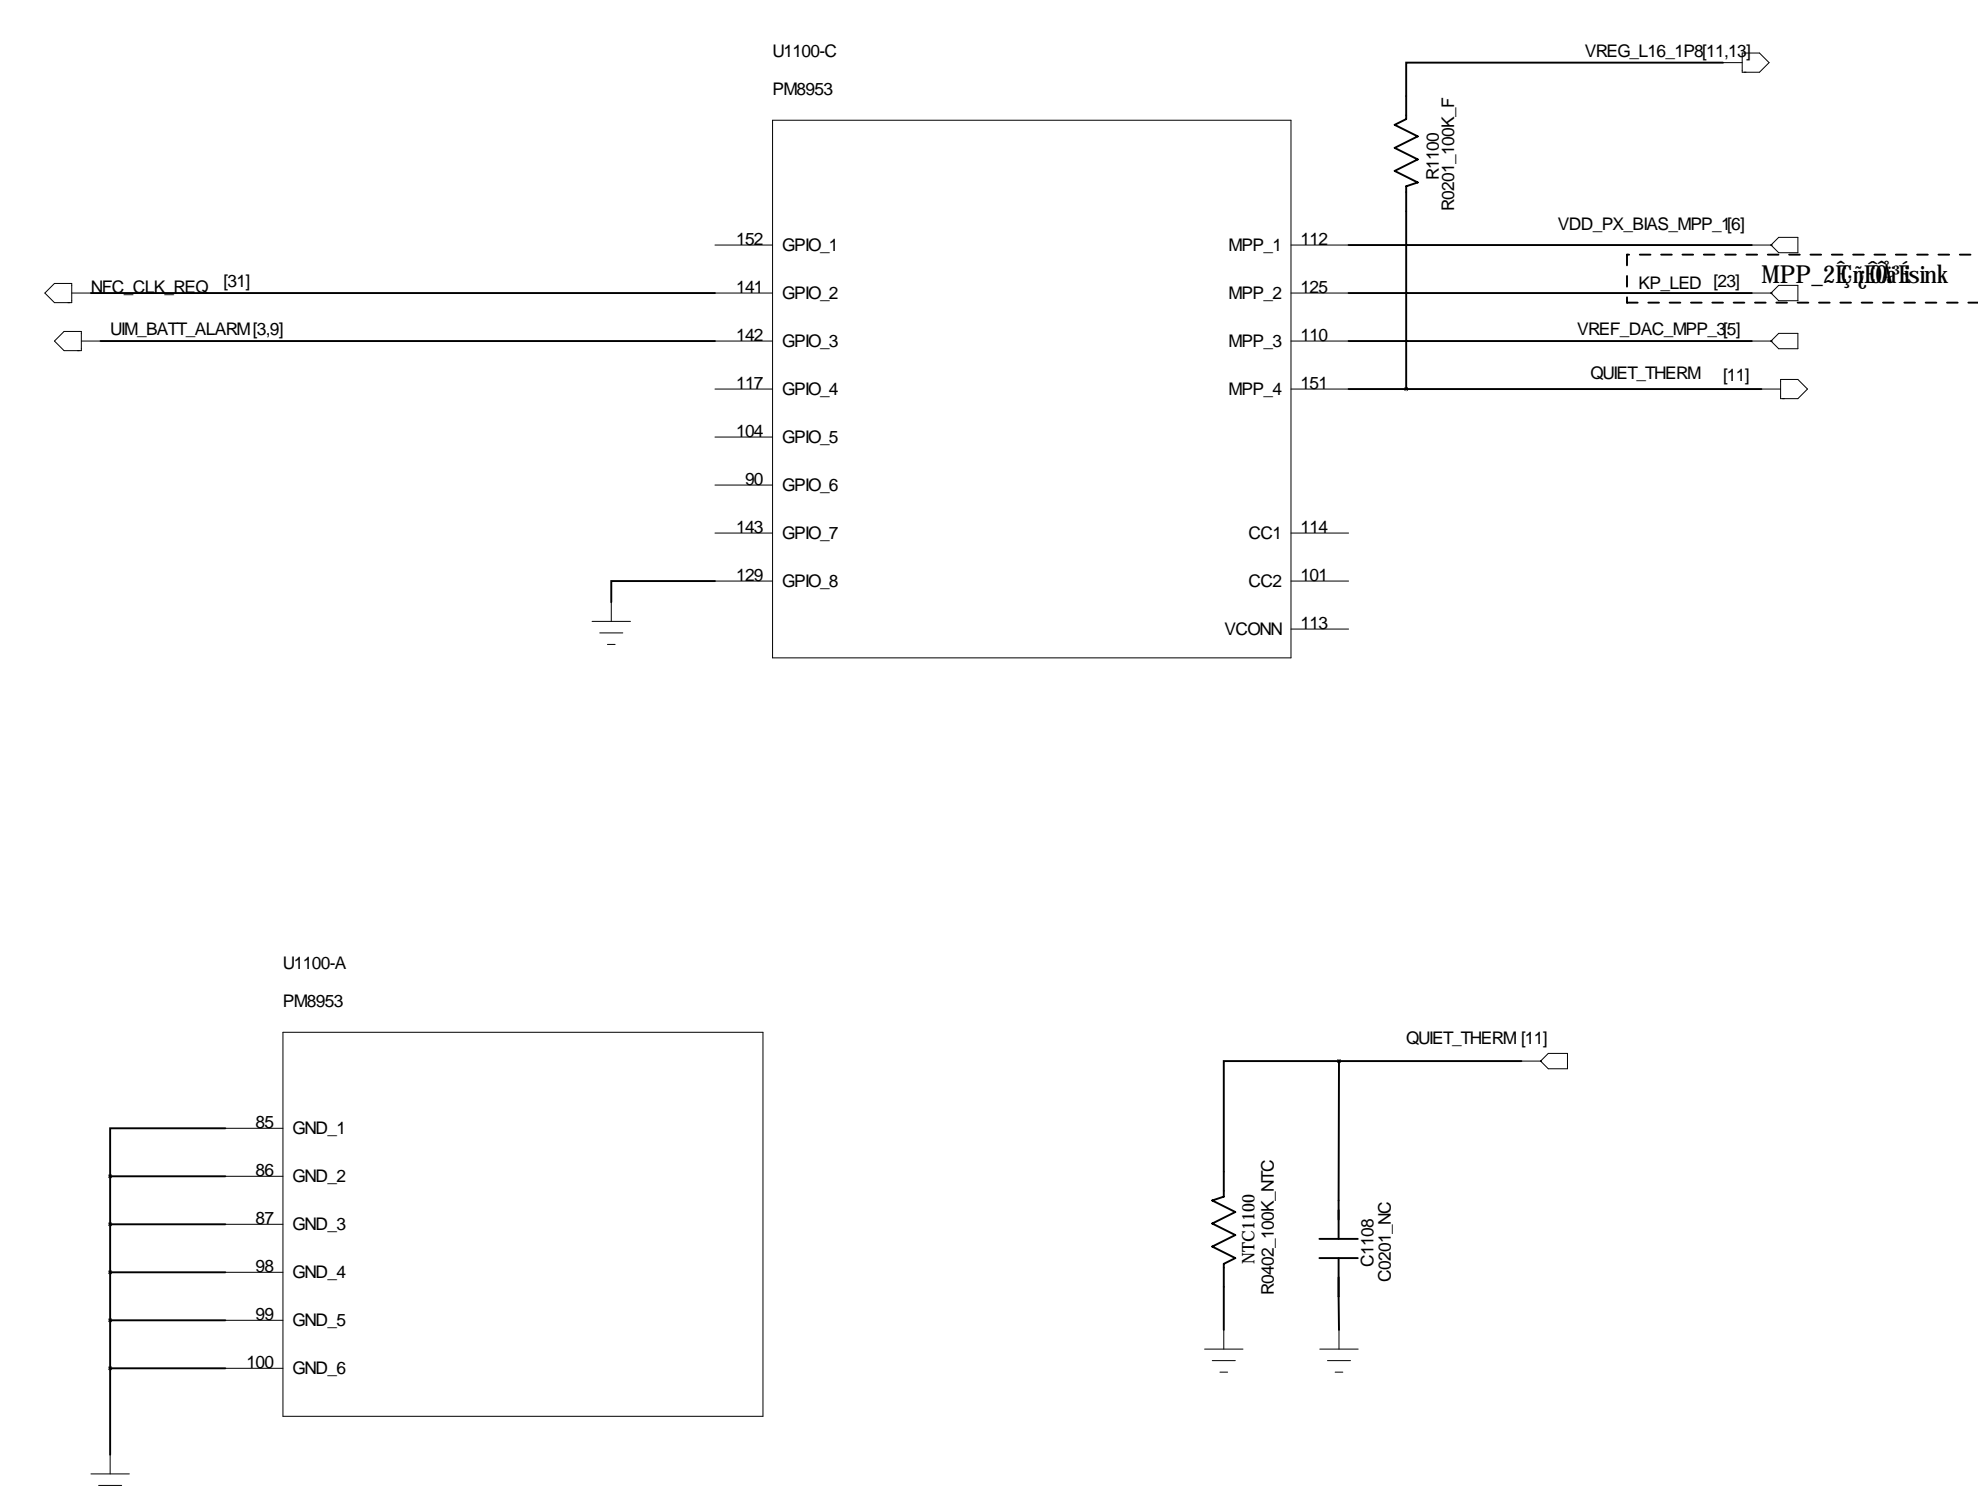 U1100-C
PM8953
VREG_L16_1P8[11,13]
R1100
R0201_100K_F
152 GPIO_1
NFC_CLK_REQ [31]
141 GPIO_2
UIM_BATT_ALARM[3,9]
142 GPIO_3
117 GPIO_4
104 GPIO_5
90 GPIO_6
143 GPIO_7
129 GPIO_8
MPP_1 112
VDD_PX_BIAS_MPP_1[6]
MPP_2 125
KP_LED [23]
MPP_2 sink
MPP_3 110
VREF_DAC_MPP_3[5]
MPP_4 151
QUIET_THERM [11]
CC1 114
CC2 101
VCONN 113
U1100-A
PM8953
85 GND_1
86 GND_2
87 GND_3
98 GND_4
99 GND_5
100 GND_6
QUIET_THERM [11]
NTC1100
R0402_100K_NTC
C1108
C0201_NC